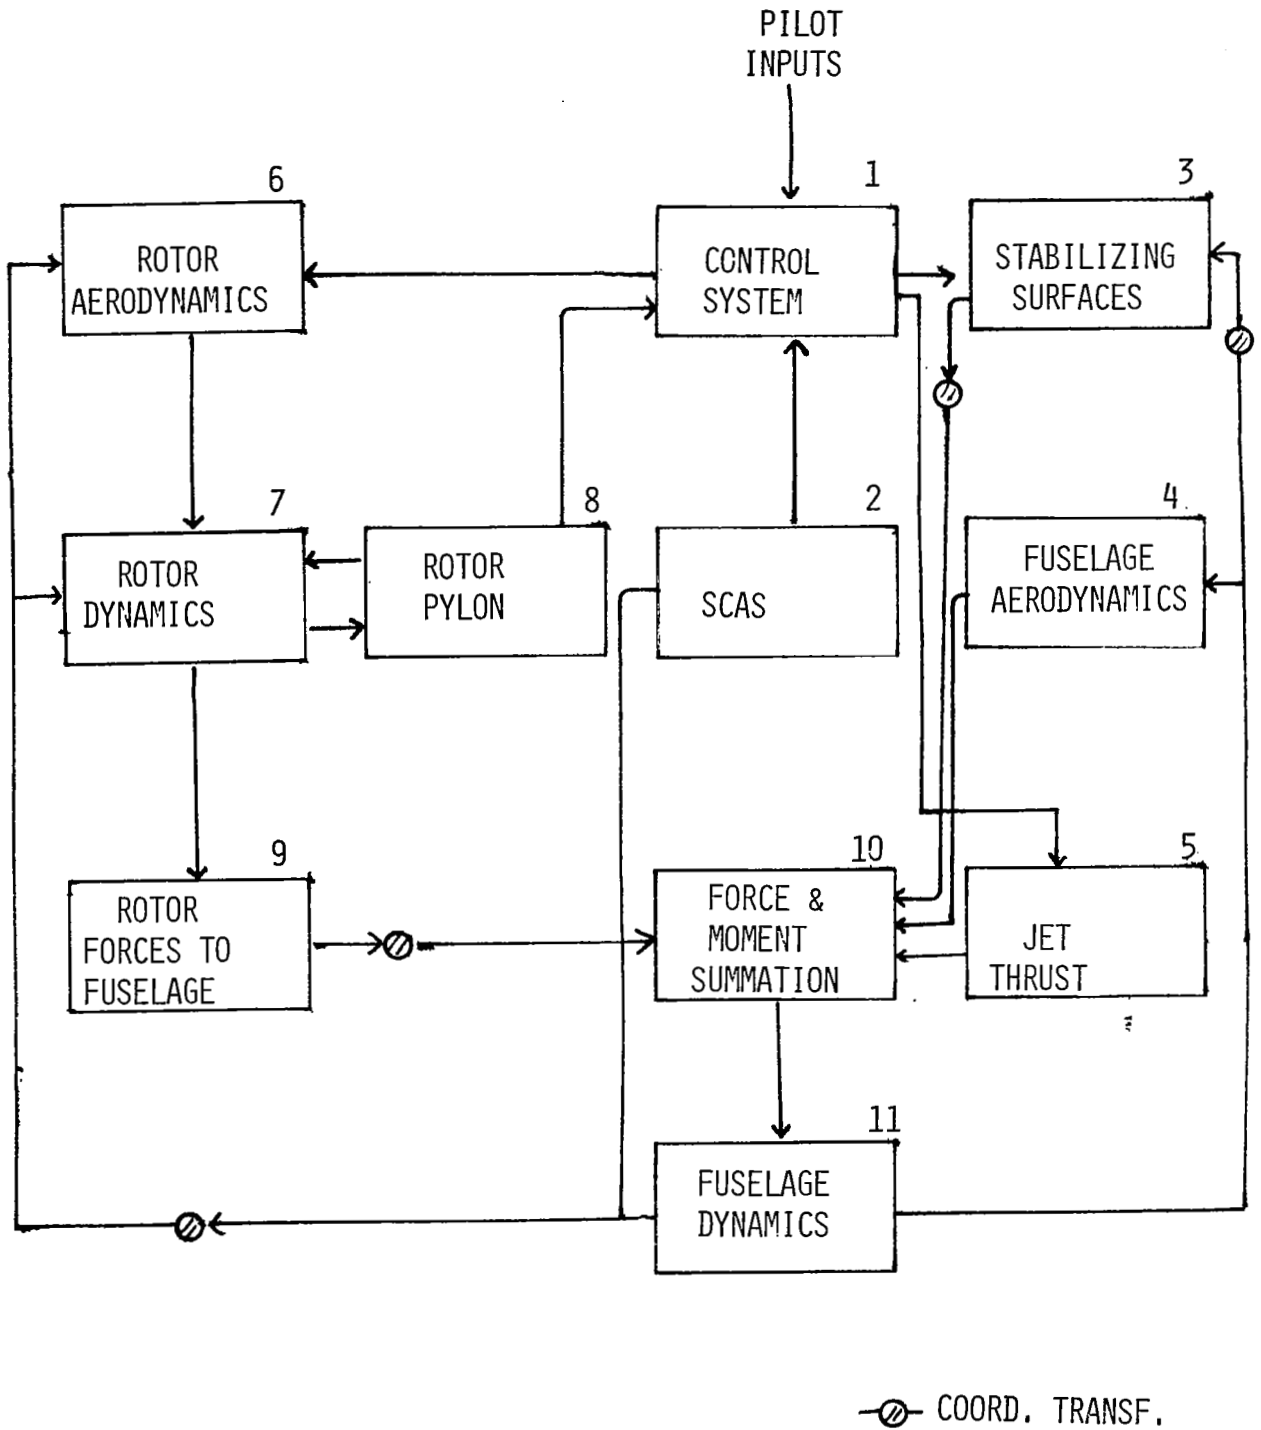 PILOT
INPUTS
6
ROTOR
AERODYNAMICS
1
CONTROL
SYSTEM
3
STABILIZING
SURFACES
7
ROTOR
DYNAMICS
8
ROTOR
PYLON
2
SCAS
4
FUSELAGE
AERODYNAMICS
9
ROTOR
FORCES TO
FUSELAGE
10
FORCE &
MOMENT
SUMMATION
5
JET
THRUST
11
FUSELAGE
DYNAMICS
COORD. TRANSF.